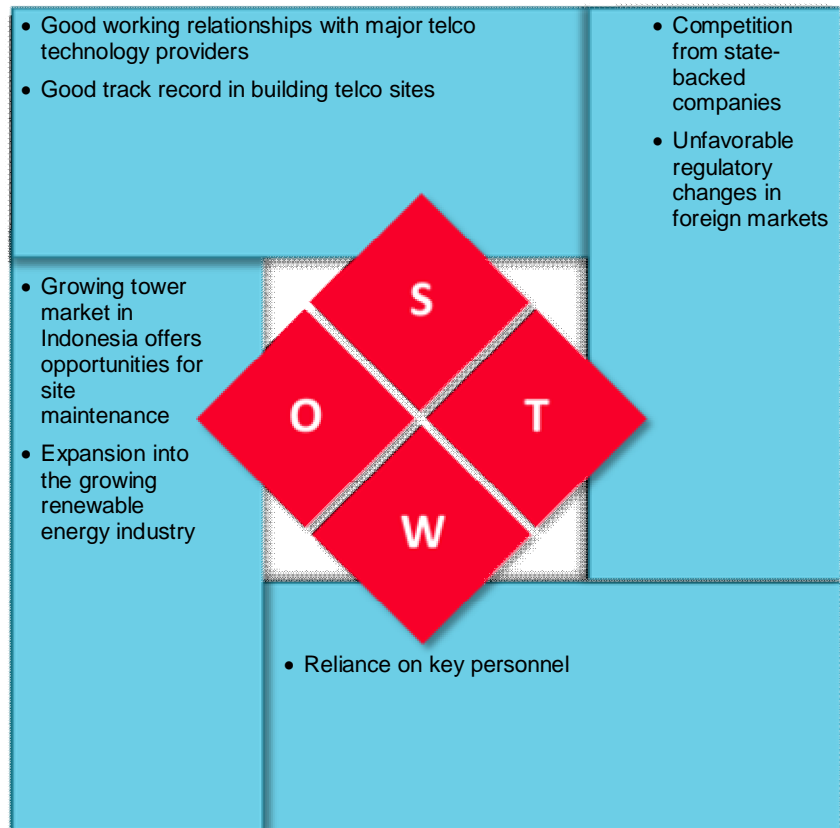 • Good working relationships with major telco
technology providers
• Good track record in building telco sites
• Competition
from state-
backed
companies
• Unfavorable
regulatory
changes in
foreign markets
• Growing tower
market in
Indonesia offers
opportunities for
site
maintenance
• Expansion into
the growing
renewable
energy industry
S
O
T
W
• Reliance on key personnel